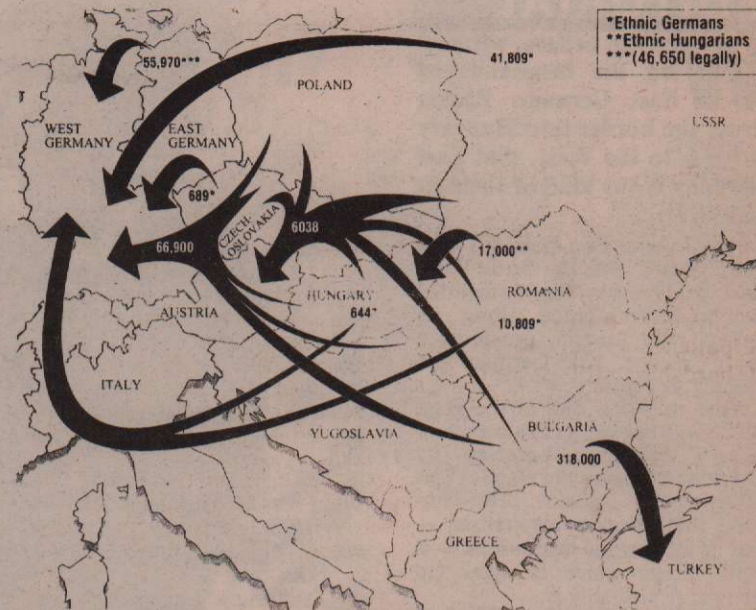 *Ethnic Germans
**Ethnic Hungarians
***(46,650 legally)
55,970***
41,809*
POLAND
WEST
GERMANY
EAST
GERMANY
USSR
689*
CZECH-
OSLOVAKIA
6038
66,900
17,000**
HUNGARY
ROMANIA
AUSTRIA
644*
10,809*
ITALY
YUGOSLAVIA
BULGARIA
318,000
GREECE
TURKEY